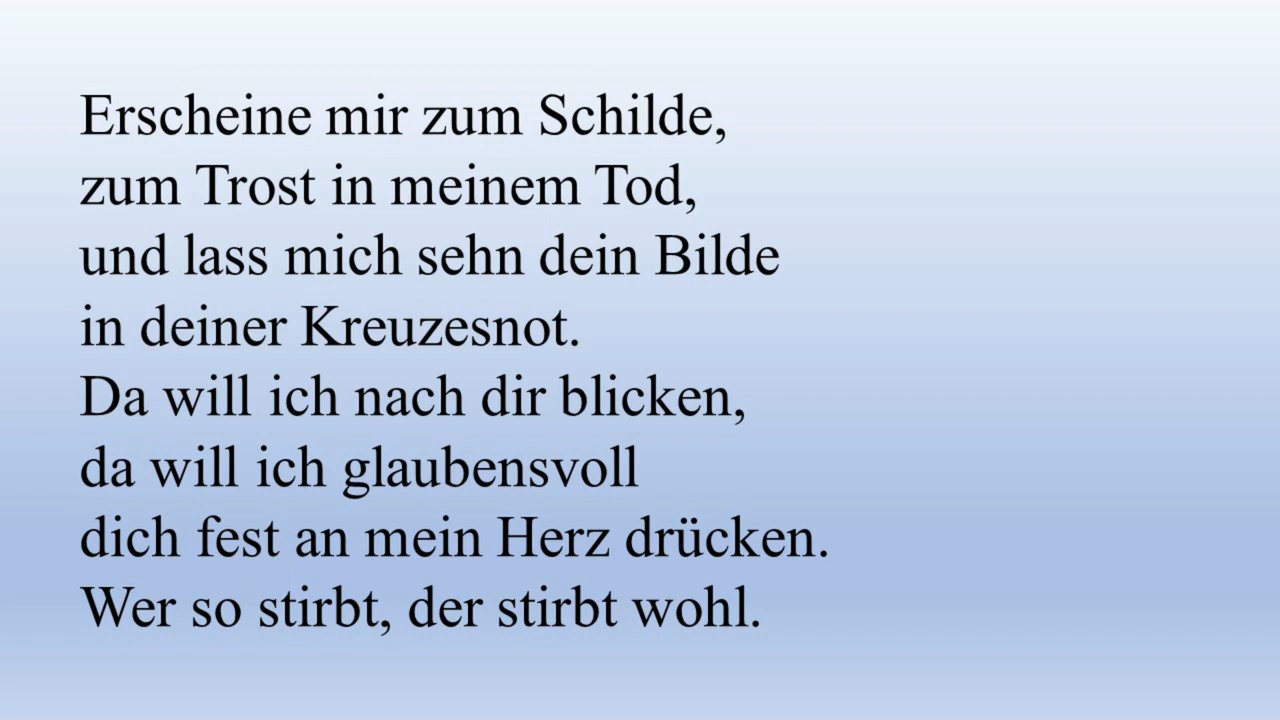 Erscheine mir zum Schilde,
zum Trost in meinem Tod,
und lass mich sehn dein Bilde
in deiner Kreuzesnot.
Da will ich nach dir blicken,
da will ich glaubensvoll
dich fest an mein Herz drücken.
Wer so stirbt, der stirbt wohl.